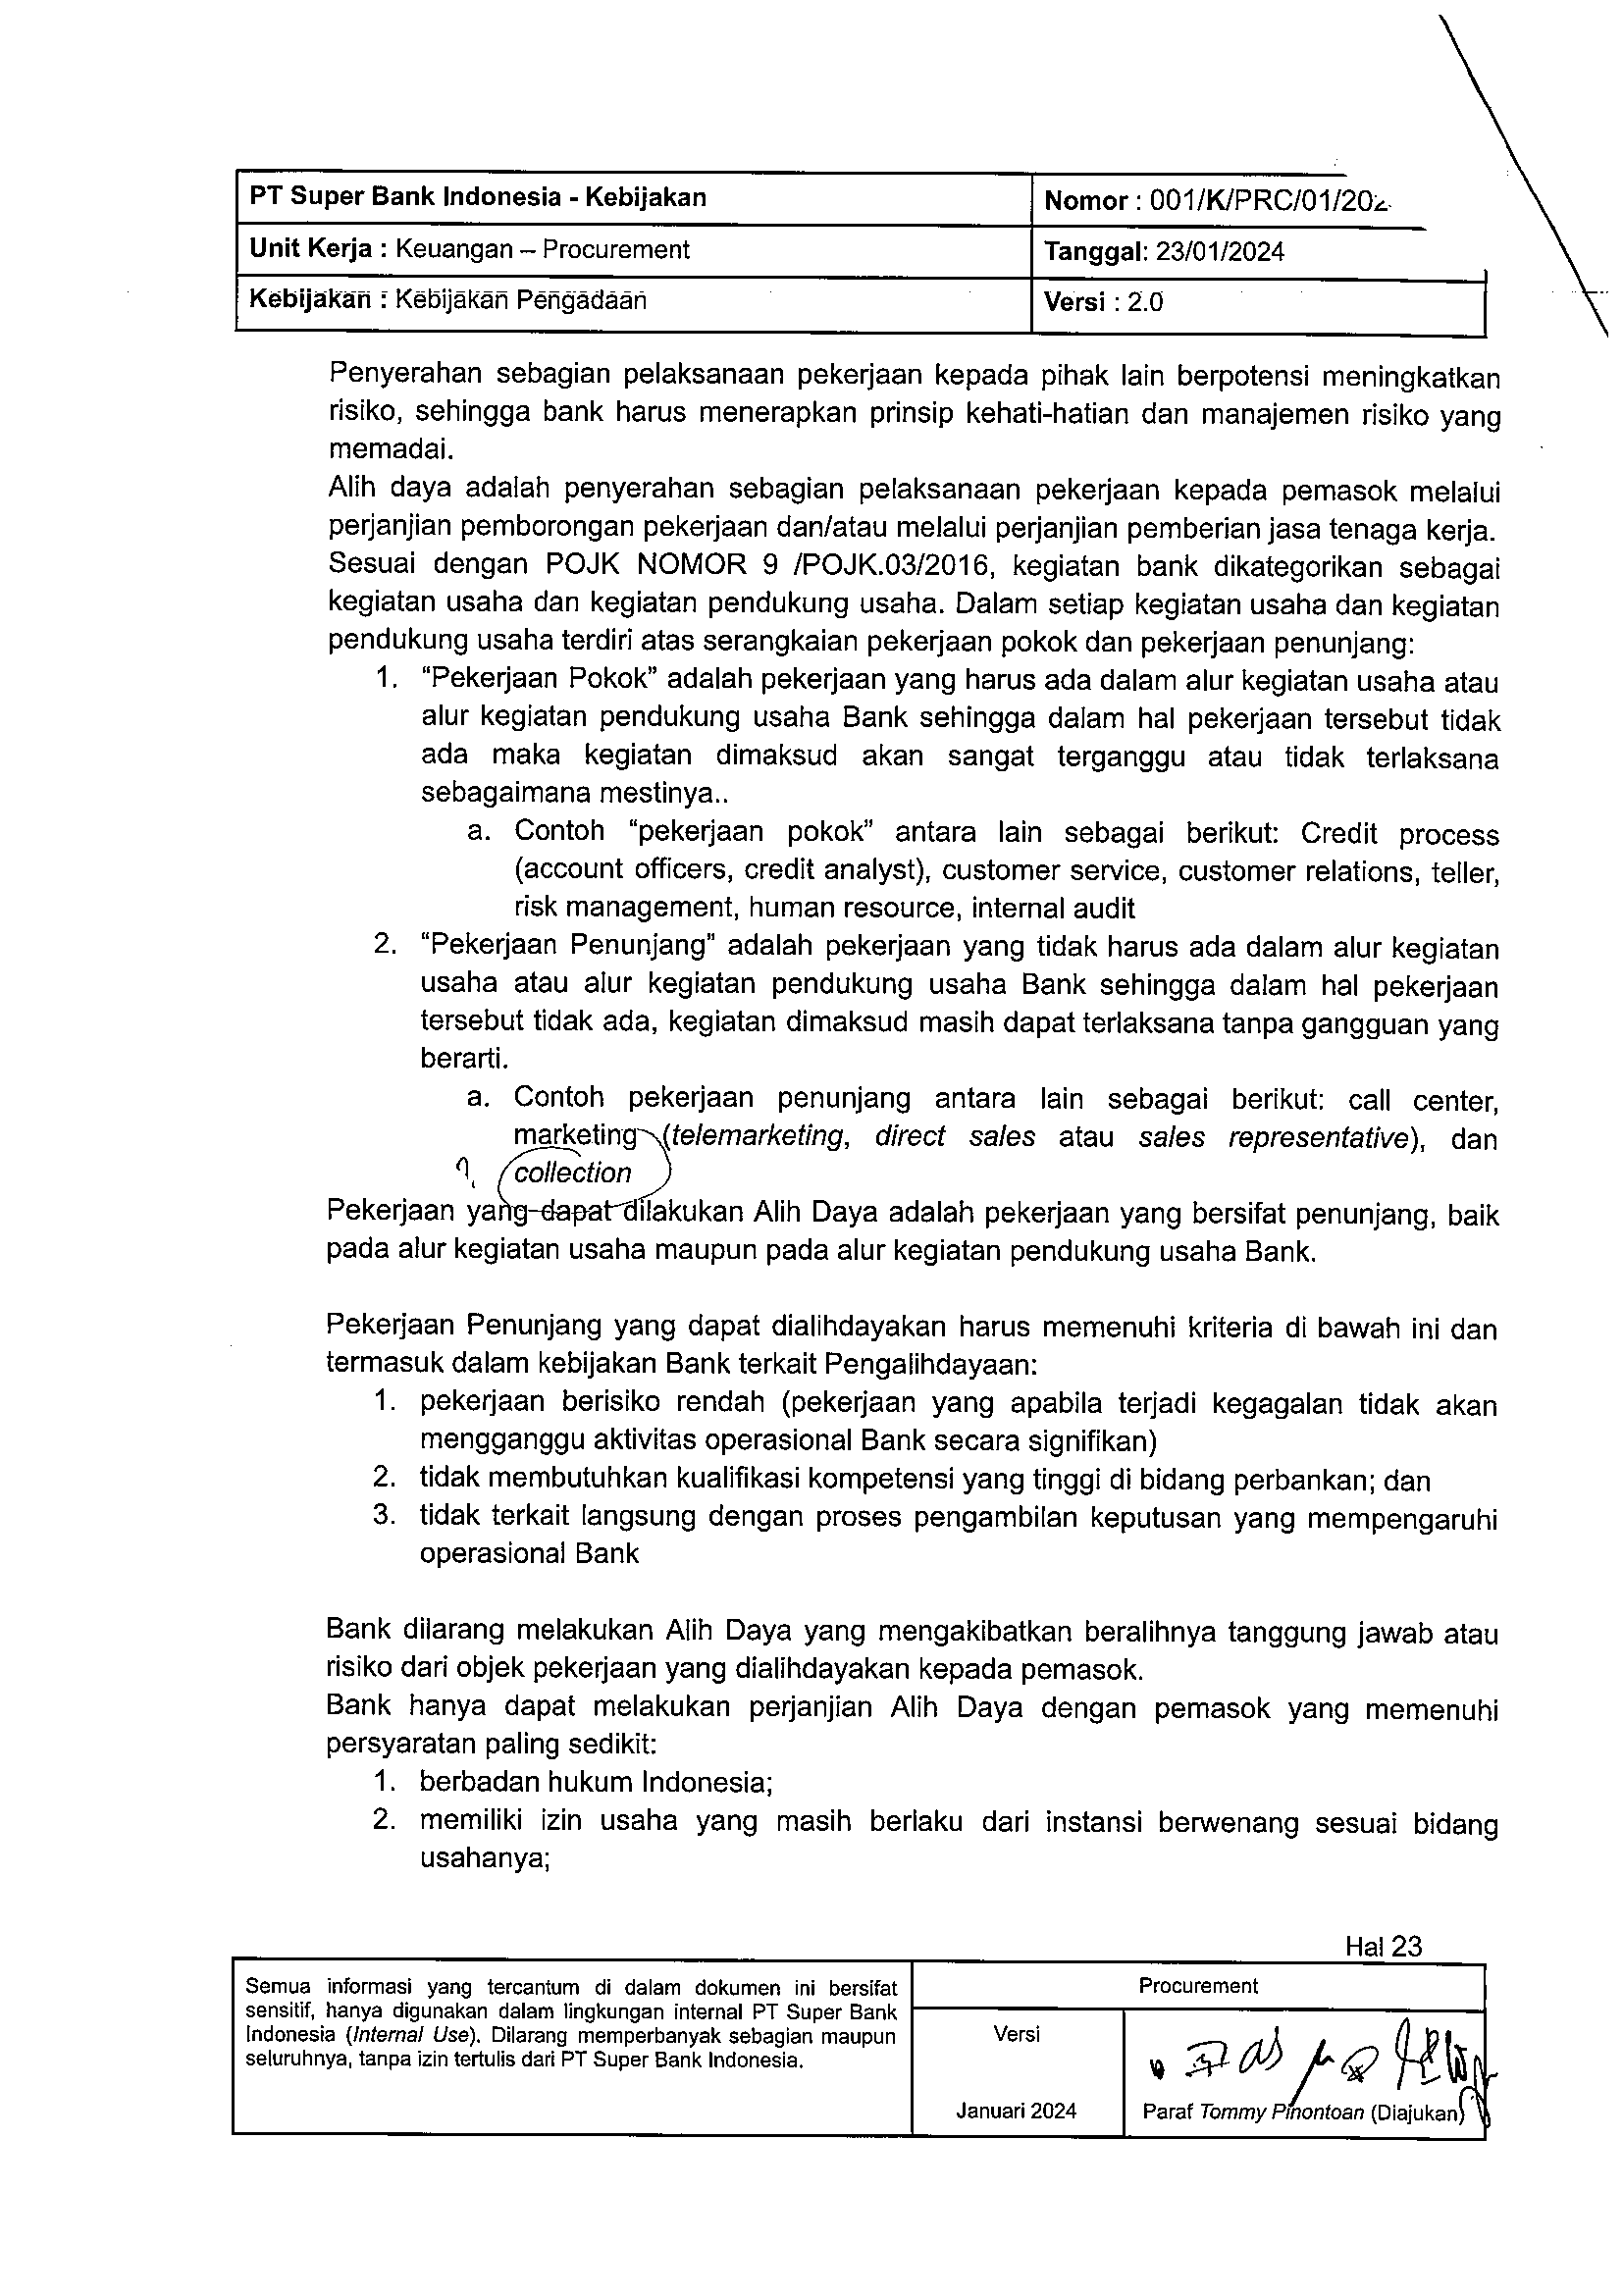 PT Super Bank Indonesia - Kebijakan
Nomor : 001/K/PRC/01/202
Unit Kerja : Keuangan – Procurement
Tanggal: 23/01/2024
Kebijakan : Kebijakan Pengadaan
Versi : 2.0
Penyerahan sebagian pelaksanaan pekerjaan kepada pihak lain berpotensi meningkatkan
risiko, sehingga bank harus menerapkan prinsip kehati-hatian dan manajemen risiko yang
memadai.
Alih daya adalah penyerahan sebagian pelaksanaan pekerjaan kepada pemasok melalui
perjanjian pemborongan pekerjaan dan/atau melalui perjanjian pemberian jasa tenaga kerja.
Sesuai dengan POJK NOMOR 9 /POJK.03/2016, kegiatan bank dikategorikan sebagai
kegiatan usaha dan kegiatan pendukung usaha. Dalam setiap kegiatan usaha dan kegiatan
pendukung usaha terdiri atas serangkaian pekerjaan pokok dan pekerjaan penunjang:
1. “Pekerjaan Pokok” adalah pekerjaan yang harus ada dalam alur kegiatan usaha atau
alur kegiatan pendukung usaha Bank sehingga dalam hal pekerjaan tersebut tidak
ada maka kegiatan dimaksud akan sangat terganggu atau tidak terlaksana
sebagaimana mestinya..
a. Contoh “pekerjaan pokok” antara lain sebagai berikut: Credit process
(account officers, credit analyst), customer service, customer relations, teller,
risk management, human resource, internal audit
2. “Pekerjaan Penunjang” adalah pekerjaan yang tidak harus ada dalam alur kegiatan
usaha atau alur kegiatan pendukung usaha Bank sehingga dalam hal pekerjaan
tersebut tidak ada, kegiatan dimaksud masih dapat terlaksana tanpa gangguan yang
berarti.
a. Contoh pekerjaan penunjang antara lain sebagai berikut: call center,
marketing (telemarketing, direct sales atau sales representative), dan
collection
Pekerjaan yang dapat dilakukan Alih Daya adalah pekerjaan yang bersifat penunjang, baik
pada alur kegiatan usaha maupun pada alur kegiatan pendukung usaha Bank.
Pekerjaan Penunjang yang dapat dialihdayakan harus memenuhi kriteria di bawah ini dan
termasuk dalam kebijakan Bank terkait Pengalihdayaan:
1. pekerjaan berisiko rendah (pekerjaan yang apabila terjadi kegagalan tidak akan
mengganggu aktivitas operasional Bank secara signifikan)
2. tidak membutuhkan kualifikasi kompetensi yang tinggi di bidang perbankan; dan
3. tidak terkait langsung dengan proses pengambilan keputusan yang mempengaruhi
operasional Bank
Bank dilarang melakukan Alih Daya yang mengakibatkan beralihnya tanggung jawab atau
risiko dari objek pekerjaan yang dialihdayakan kepada pemasok.
Bank hanya dapat melakukan perjanjian Alih Daya dengan pemasok yang memenuhi
persyaratan paling sedikit:
1. berbadan hukum Indonesia;
2. memiliki izin usaha yang masih berlaku dari instansi berwenang sesuai bidang
usahanya;
Hal 23
Semua informasi yang tercantum di dalam dokumen ini bersifat
sensitif, hanya digunakan dalam lingkungan internal PT Super Bank
Indonesia (Internal Use). Dilarang memperbanyak sebagian maupun
seluruhnya, tanpa izin tertulis dari PT Super Bank Indonesia.
Procurement
Versi
Januari 2024
Paraf Tommy Pinontoan (Diajukan)